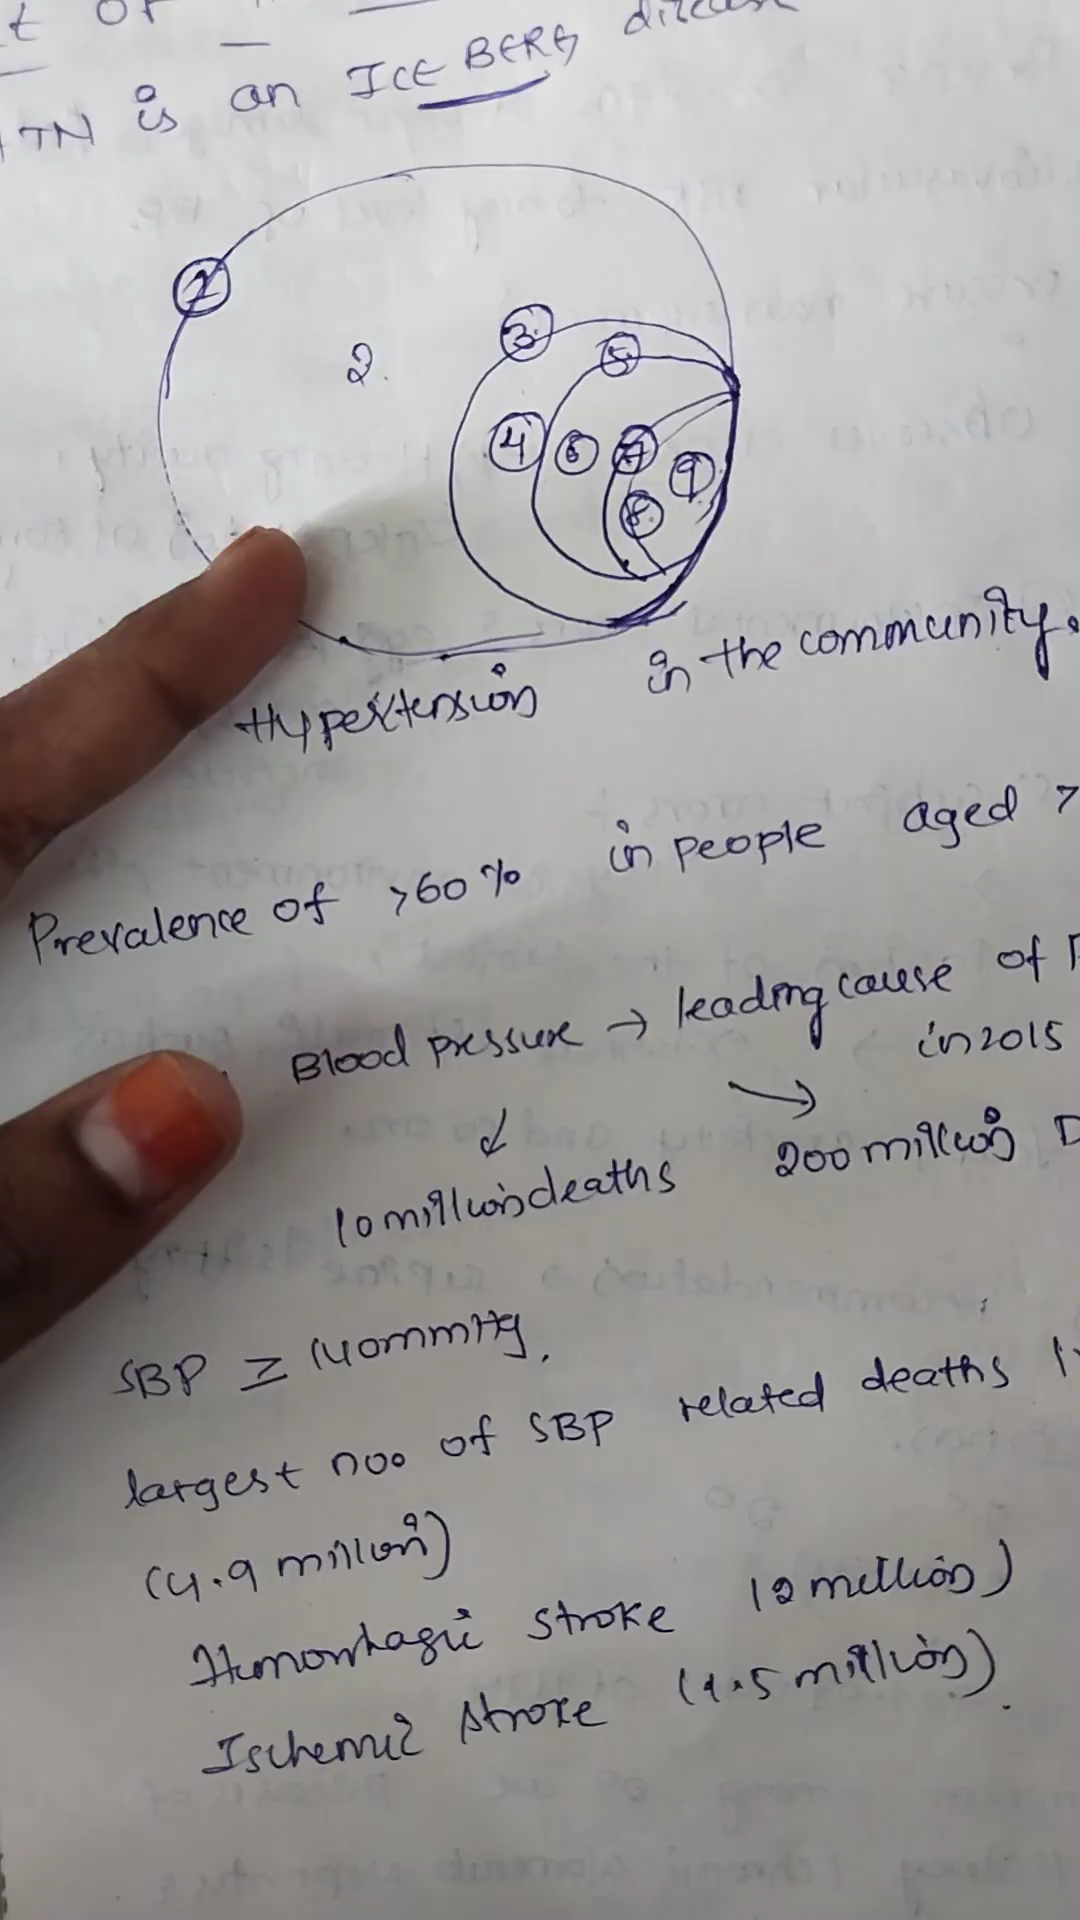 is an ICE BERG disease
1
2.
3
5
4
6
7
9
8
Hypertension in the community.
Prevalence of >60% in people aged >
Blood pressure → leading cause of
in 2015
↓ →
10 million deaths 200 million D
SBP ≥ 140mmHg.
largest noo of SBP related deaths
(4.9 million)
Hemorrhagic stroke (2 million)
Ischemic stroke (1.5 million).